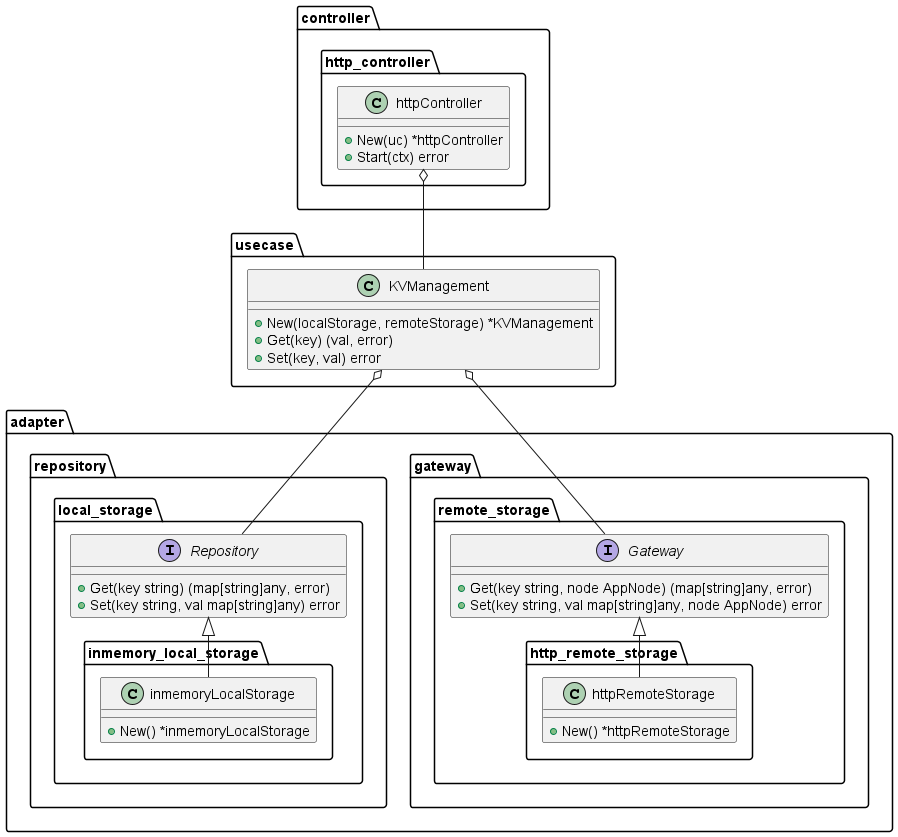 controller
http_controller
C httpController
New(uc) *httpController
Start(ctx) error
usecase
C KVManagement
New(localStorage, remoteStorage) *KVManagement
Get(key) (val, error)
Set(key, val) error
adapter
repository
local_storage
I Repository
Get(key string) (map[string]any, error)
Set(key string, val map[string]any) error
inmemory_local_storage
C inmemoryLocalStorage
New() *inmemoryLocalStorage
gateway
remote_storage
I Gateway
Get(key string, node AppNode) (map[string]any, error)
Set(key string, val map[string]any, node AppNode) error
http_remote_storage
C httpRemoteStorage
New() *httpRemoteStorage